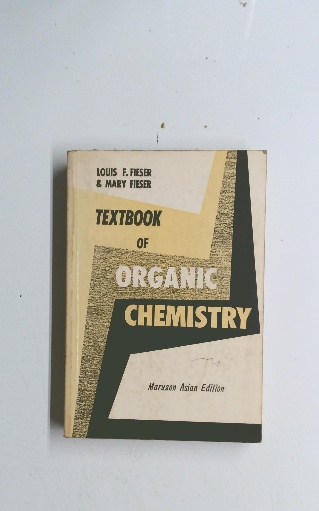 LOUIS F. FIESER
& MARY FIESER
TEXTBOOK
OF
ORGANIC
CHEMISTRY
Maruzen Asian Edition